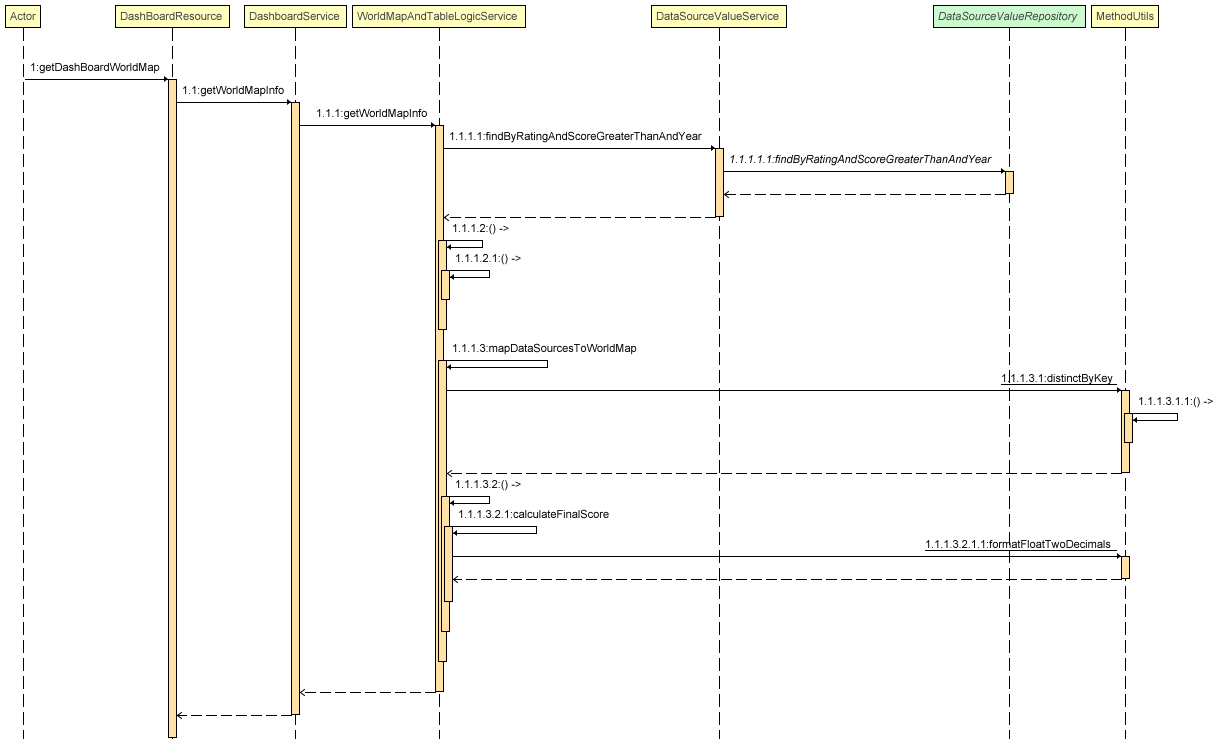 Actor
DashBoardResource
DashboardService
WorldMapAndTableLogicService
DataSourceValueService
DataSourceValueRepository
MethodUtils
1:getDashBoardWorldMap
1.1:getWorldMapInfo
1.1.1:getWorldMapInfo
1.1.1.1:findByRatingAndScoreGreaterThanAndYear
1.1.1.1.1:findByRatingAndScoreGreaterThanAndYear
1.1.1.2:() ->
1.1.1.2.1:() ->
1.1.1.3:mapDataSourcesToWorldMap
1.1.1.3.1:distinctByKey
1.1.1.3.1.1:() ->
1.1.1.3.2:() ->
1.1.1.3.2.1:calculateFinalScore
1.1.1.3.2.1.1:formatFloatTwoDecimals